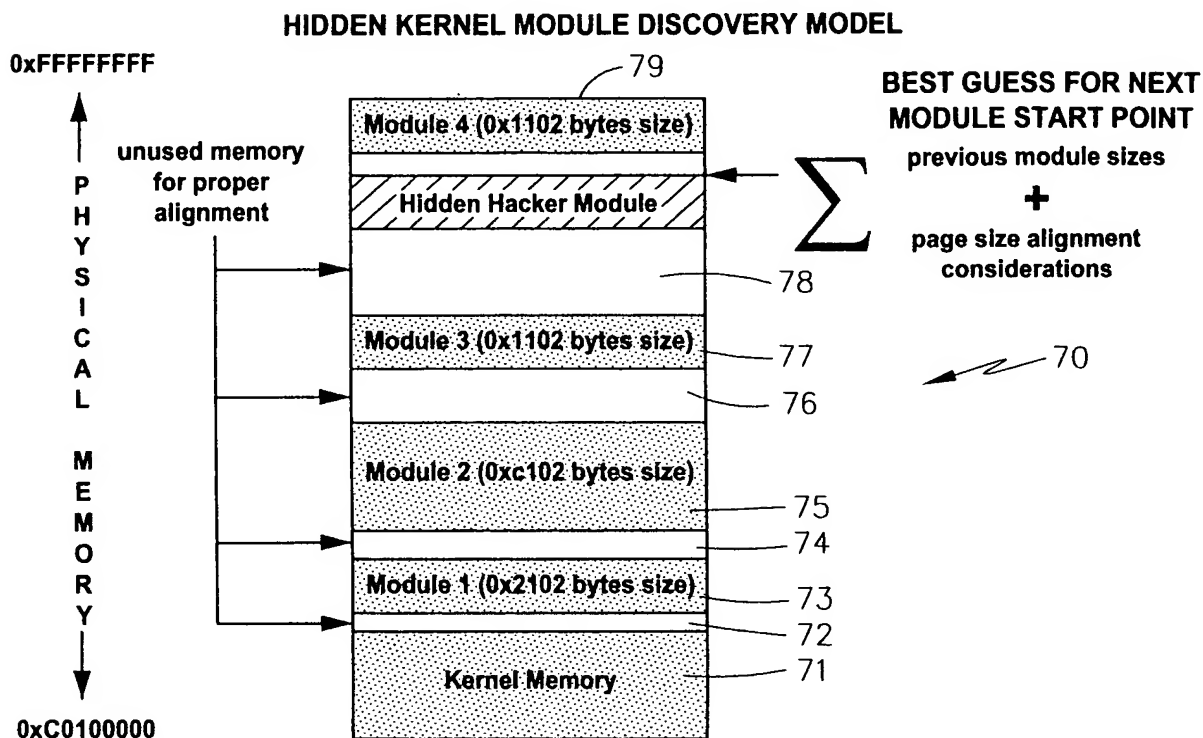 HIDDEN KERNEL MODULE DISCOVERY MODEL
0xFFFFFFFF
PHYSICAL MEMORY
0xC0100000
unused memory
for proper
alignment
79
Module 4 (0x1102 bytes size)
Hidden Hacker Module
78
Module 3 (0x1102 bytes size)
77
76
Module 2 (0xc102 bytes size)
75
74
Module 1 (0x2102 bytes size)
73
72
71
Kernel Memory
BEST GUESS FOR NEXT
MODULE START POINT
Σ
previous module sizes
+
page size alignment
considerations
70